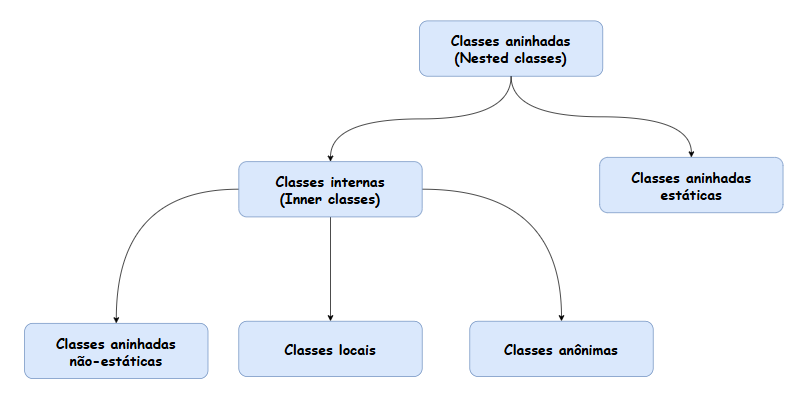 Classes aninhadas
(Nested classes)
Classes internas
(Inner classes)
Classes aninhadas
estáticas
Classes aninhadas
não-estáticas
Classes locais
Classes anônimas